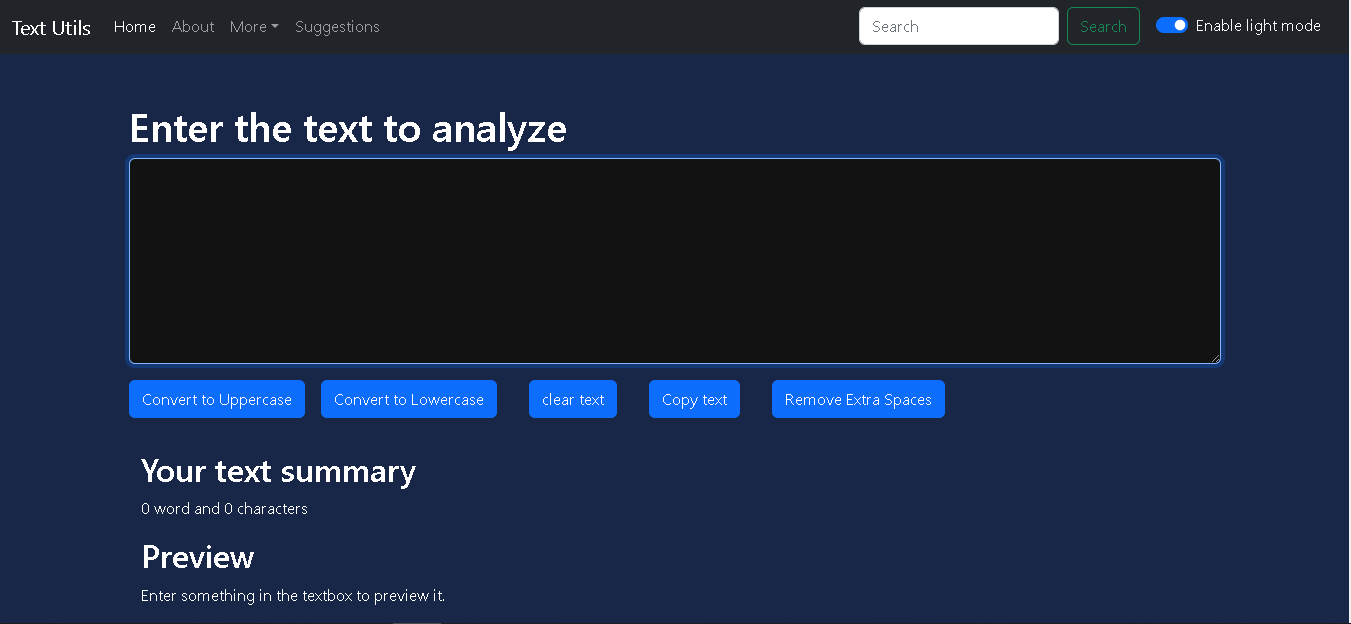 Text Utils Home About More Suggestions Search Search Enable light mode
Enter the text to analyze
Convert to Uppercase Convert to Lowercase clear text Copy text Remove Extra Spaces
Your text summary
0 word and 0 characters
Preview
Enter something in the textbox to preview it.